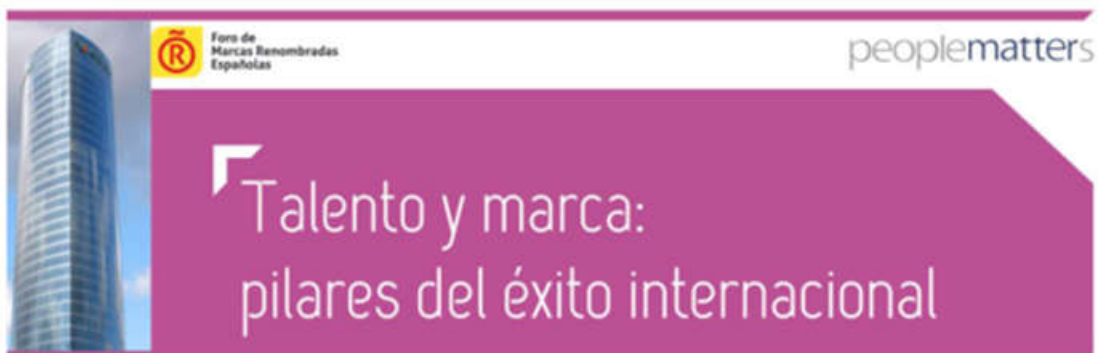 Foro de
Marcas Renombradas
Españolas
peoplematters
Talento y marca:
pilares del éxito internacional